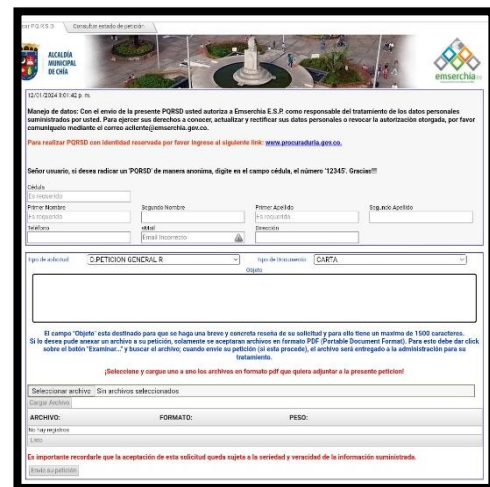 P.Q.R.S.D    Consultar estado de petición
ALCALDÍA
MUNICIPAL
DE CHÍA
emserchía
12/01/2024 3:01:42 p. m.
Manejo de datos: Con el envio de la presente PQRSD usted autoriza a Emserchia E.S.P. como responsable del tratamiento de los datos personales
suministrados por usted. Para ejercer sus derechos a conocer, actualizar y rectificar sus datos personales o revocar la autorización otorgada, por favor
comuniquelo mediante el correo acliente@emserchia.gov.co.
Para realizar PQRSD con identidad reservada por favor ingrese al siguiente link: www.procuraduria.gov.co.
Señor usuario, si desea radicar un 'PQRSD' de manera anonima, digite en el campo cédula, el número '12345'. Gracias!!!
Cédula
Es requerido
Primer Nombre    Segundo Nombre    Primer Apellido    Segundo Apellido
Es requerido    Es requerido
Teléfono    eMail    Dirección
Email Incorrecto
Tipo de solicitud    D.PETICION GENERAL R    Tipo de Documento    CARTA
Objeto
El campo "Objeto" esta destinado para que se haga una breve y concreta reseña de su solicitud y para ello tiene un maximo de 1500 caracteres.
Si lo desea pude anexar un archivo a su petición, solamente se aceptaran archivos en formato PDF (Portable Document Format). Para esto debe dar click
sobre el botón "Examinar..." y buscar el archivo; cuando envie su petición (si esta procede), el archivo será entregado a la administración para su
tratamiento.
¡Seleccione y cargue uno a uno los archivos en formato pdf que quiera adjuntar a la presente peticion!
Seleccionar archivo    Sin archivos seleccionados
Cargar Archivo
ARCHIVO:    FORMATO:    PESO:
No hay registros
Listo
Es importante recordarle que la aceptación de esta solicitud queda sujeta a la seriedad y veracidad de la información suministrada.
Envíe su petición